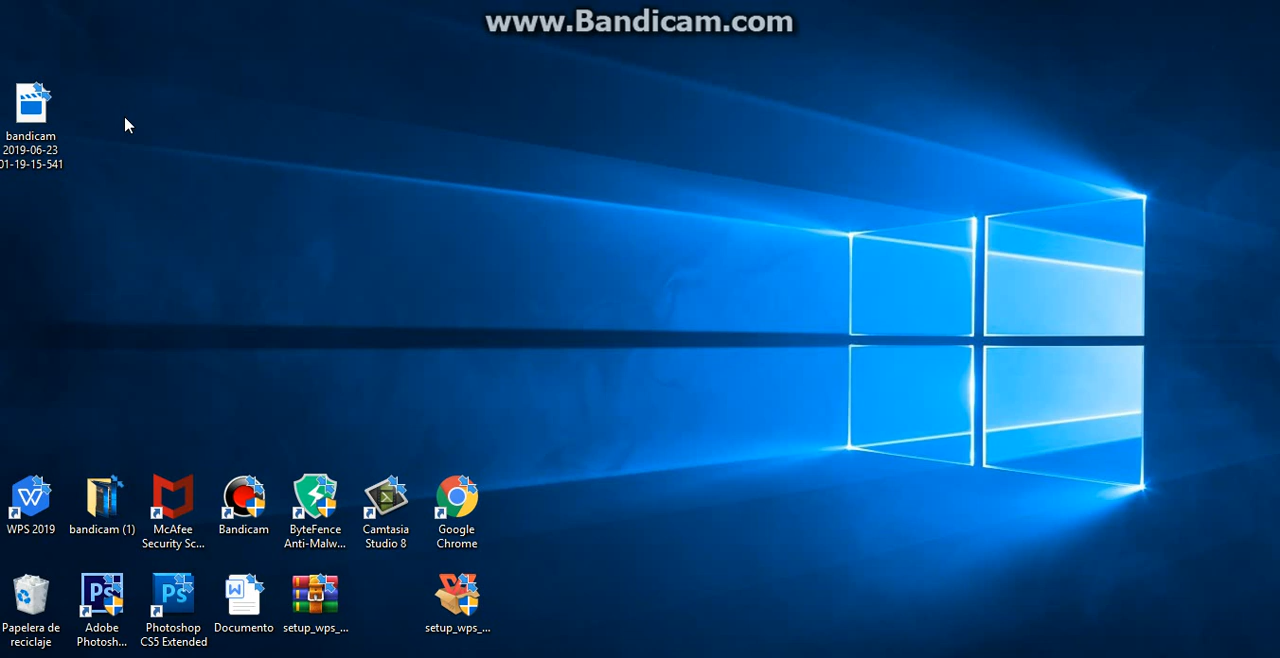 www.Bandicam.com
bandicam
2019-06-23
01-19-15-541
WPS 2019
bandicam (1)
McAfee
Security Sc...
Bandicam
ByteFence
Anti-Malw...
Camtasia
Studio 8
Google
Chrome
Papelera de
reciclaje
Adobe
Photosh...
Photoshop
CS5 Extended
Documento
setup_wps_...
setup_wps_...